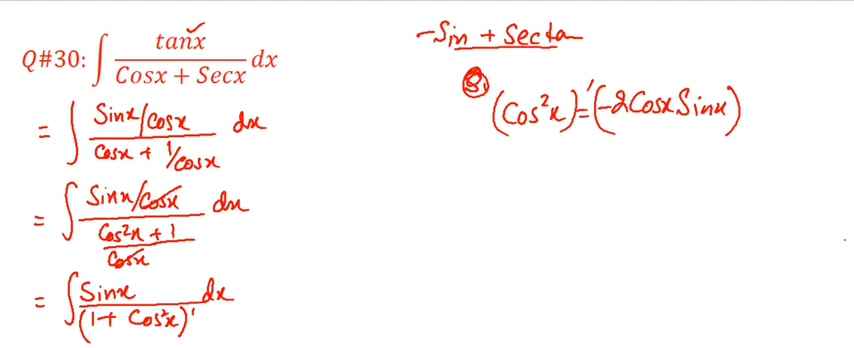 Q#30: ∫ tanx / (Cosx + Secx) dx
= ∫ (Sinx/Cosx) / (Cosx + 1/Cosx) dx
= ∫ (Sinx/Cosx) / ((Cos²x + 1)/Cosx) dx
= ∫ Sinx / (1 + Cos²x)' dx
-Sin + Secta
(Cos²x)' = (-2CosxSinx)